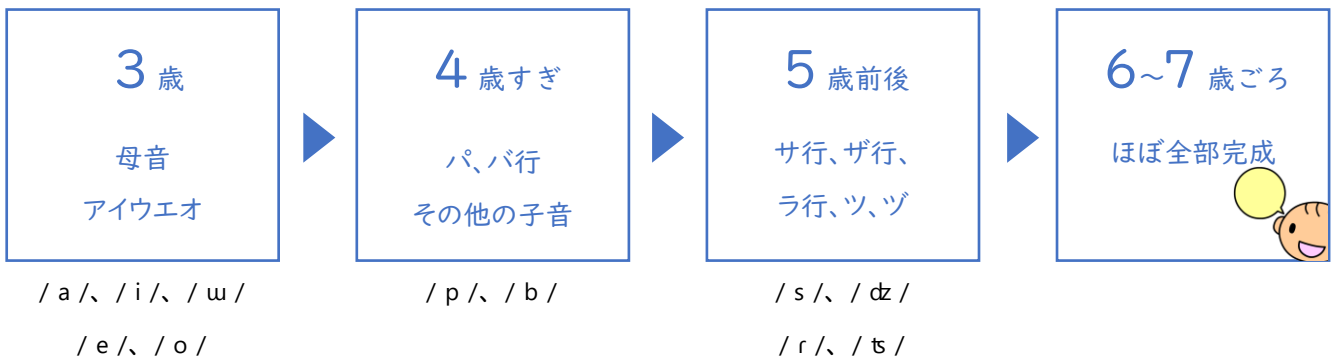 3 歳
母音
アイウエオ
/ a /、/ i /、/ ɯ /
/ e /、/ o /
4 歳すぎ
パ、バ行
その他の子音
/ p /、/ b /
5 歳前後
サ行、ザ行、
ラ行、ツ、ヅ
/ s /、/ ʣ /
/ ɾ /、/ ʦ /
6~7 歳ごろ
ほぼ全部完成